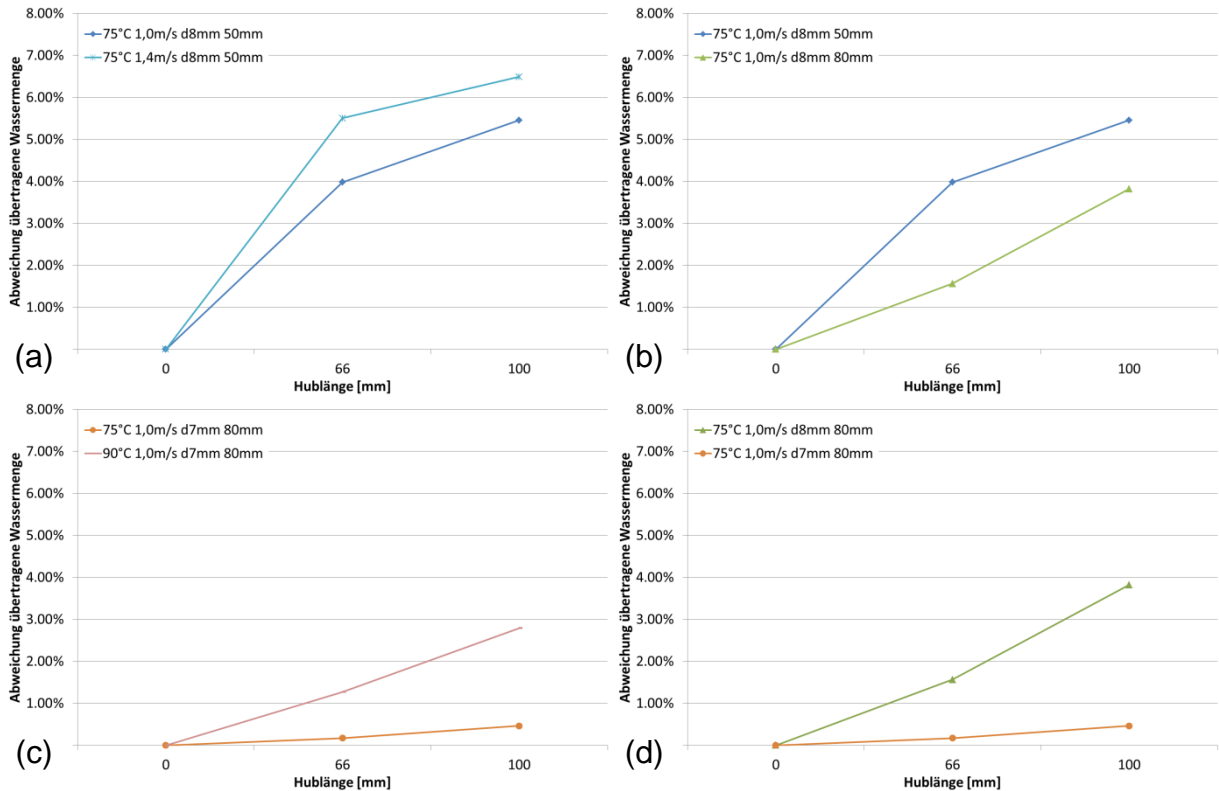 Abweichung übertragene Wassermenge
8.00%
7.00%
6.00%
5.00%
4.00%
3.00%
2.00%
1.00%
75°C 1,0m/s d8mm 50mm
75°C 1,4m/s d8mm 50mm
(a)
0
66
100
Hublänge [mm]
Abweichung übertragene Wassermenge
8.00%
7.00%
6.00%
5.00%
4.00%
3.00%
2.00%
1.00%
75°C 1,0m/s d8mm 50mm
75°C 1,0m/s d8mm 80mm
(b)
0
66
100
Hublänge [mm]
Abweichung übertragene Wassermenge
8.00%
7.00%
6.00%
5.00%
4.00%
3.00%
2.00%
1.00%
75°C 1,0m/s d7mm 80mm
90°C 1,0m/s d7mm 80mm
(c)
0
66
100
Hublänge [mm]
Abweichung übertragene Wassermenge
8.00%
7.00%
6.00%
5.00%
4.00%
3.00%
2.00%
1.00%
75°C 1,0m/s d8mm 80mm
75°C 1,0m/s d7mm 80mm
(d)
0
66
100
Hublänge [mm]